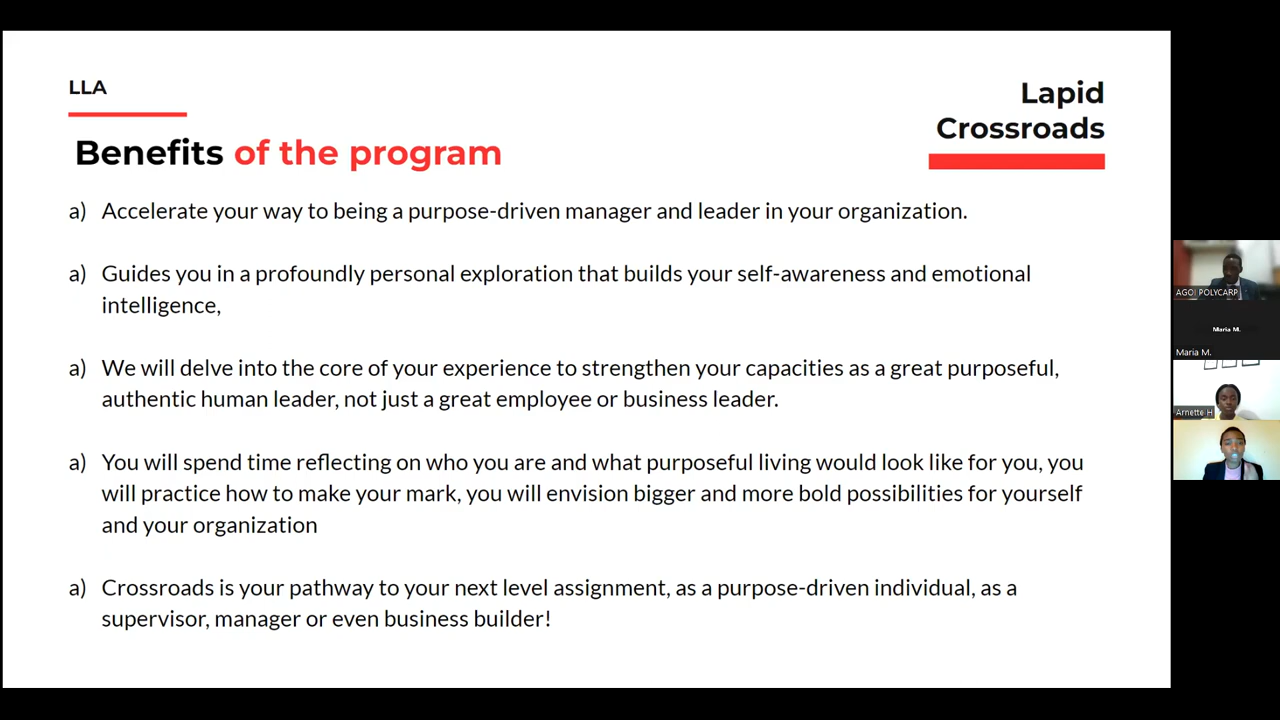 LLA
Lapid
Crossroads
Benefits of the program
a) Accelerate your way to being a purpose-driven manager and leader in your organization.
a) Guides you in a profoundly personal exploration that builds your self-awareness and emotional
intelligence,
a) We will delve into the core of your experience to strengthen your capacities as a great purposeful,
authentic human leader, not just a great employee or business leader.
a) You will spend time reflecting on who you are and what purposeful living would look like for you, you
will practice how to make your mark, you will envision bigger and more bold possibilities for yourself
and your organization
a) Crossroads is your pathway to your next level assignment, as a purpose-driven individual, as a
supervisor, manager or even business builder!
AGOI POLYCARP
Maria M.
Maria M.
Arnette H